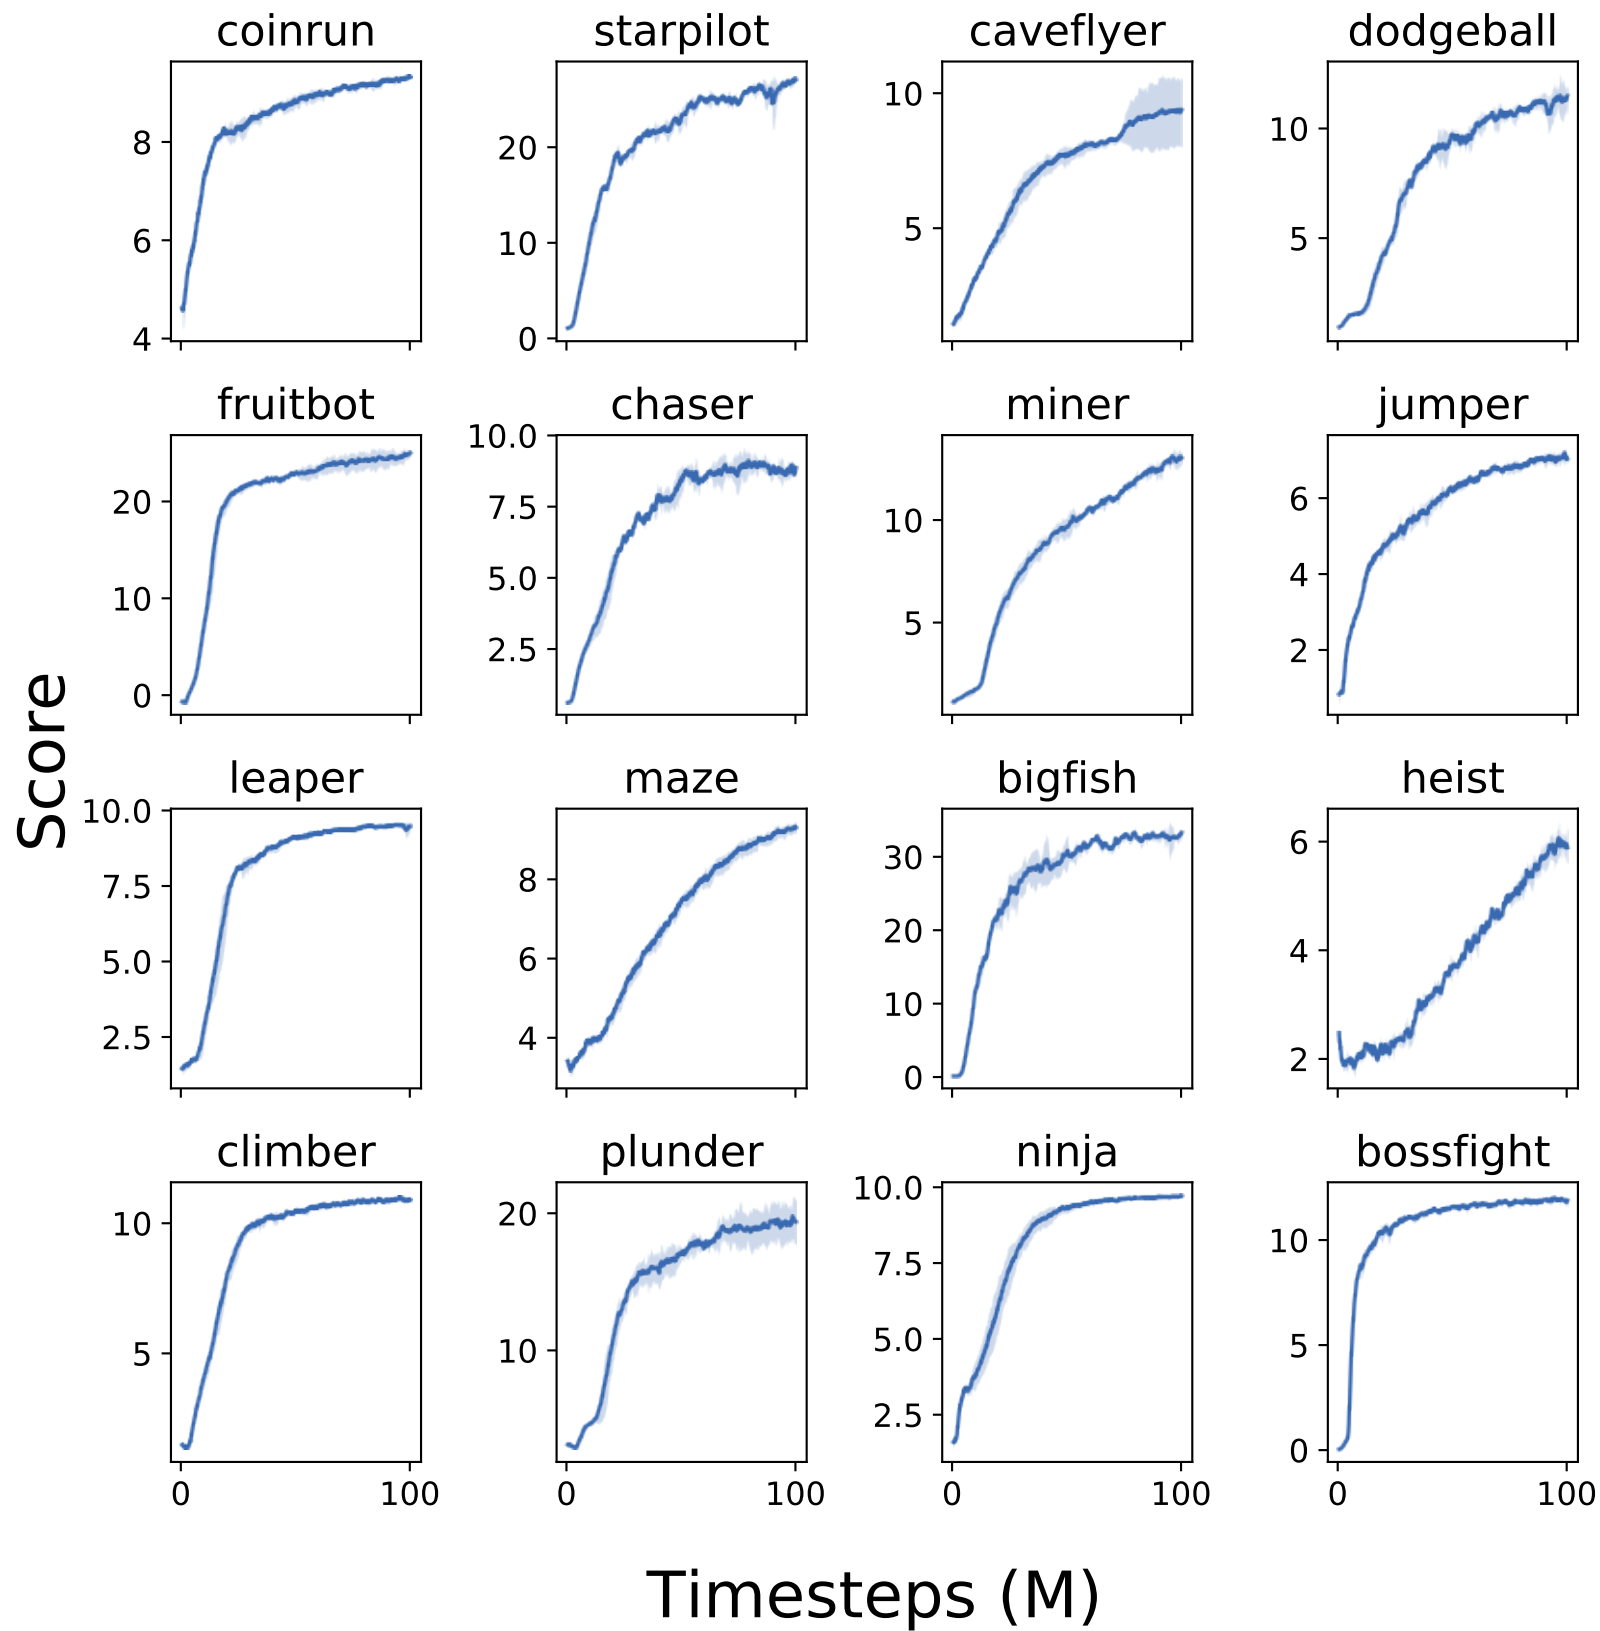 coinrun
starpilot
caveflyer
dodgeball
8
6
4
20
10
0
10
5
10
5
fruitbot
chaser
miner
jumper
20
10
0
10.0
7.5
5.0
2.5
10
5
6
4
2
Score
leaper
maze
bigfish
heist
10.0
7.5
5.0
2.5
8
6
4
30
20
10
0
6
4
2
climber
plunder
ninja
bossfight
10
5
20
10
10.0
7.5
5.0
2.5
10
5
0
0 100
0 100
0 100
0 100
Timesteps (M)